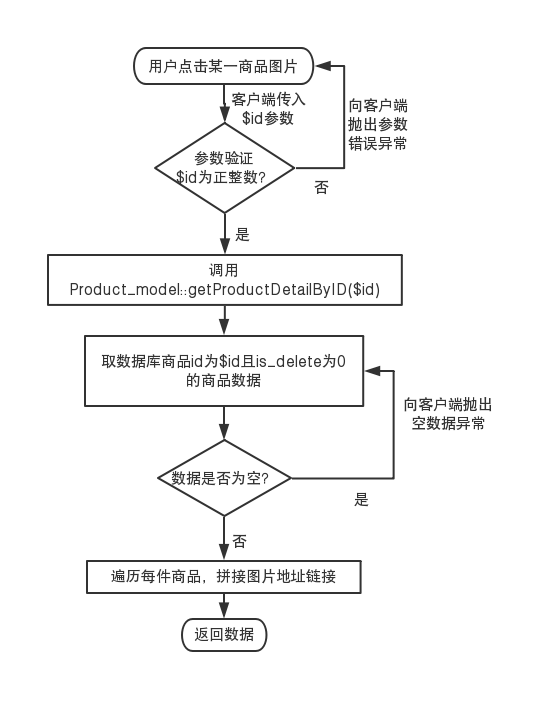 用户点击某一商品图片
客户端传入
$id参数
向客户端
抛出参数
错误异常
参数验证
$id为正整数?
否
是
调用
Product_model::getProductDetailByID($id)
取数据库商品id为$id且is_delete为0
的商品数据
向客户端抛出
空数据异常
数据是否为空?
是
否
遍历每件商品，拼接图片地址链接
返回数据